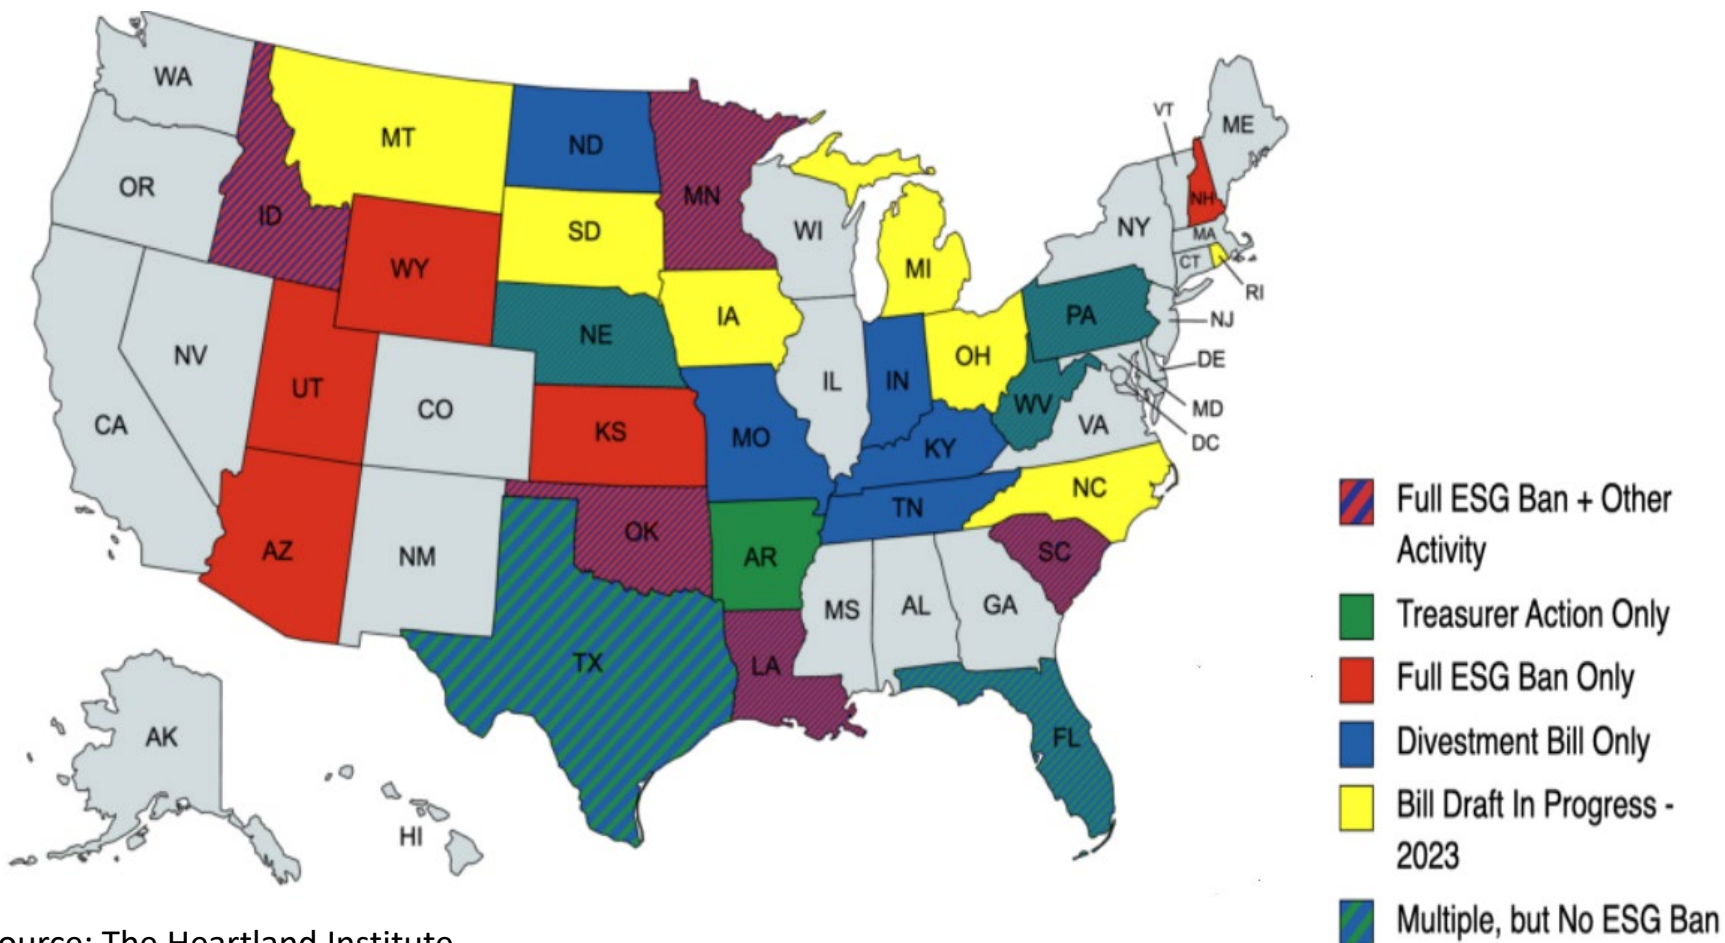 WA
OR
CA
NV
ID
MT
WY
UT
AZ
CO
NM
ND
SD
NE
KS
OK
TX
MN
IA
MO
AR
LA
WI
IL
MI
IN
OH
KY
TN
MS
AL
GA
FL
SC
NC
VA
WV
PA
NY
VT
NH
ME
MA
CT
RI
NJ
DE
MD
DC
AK
HI
Full ESG Ban + Other
Activity
Treasurer Action Only
Full ESG Ban Only
Divestment Bill Only
Bill Draft In Progress -
2023
Multiple, but No ESG Ban
ource: The Heartland Institute